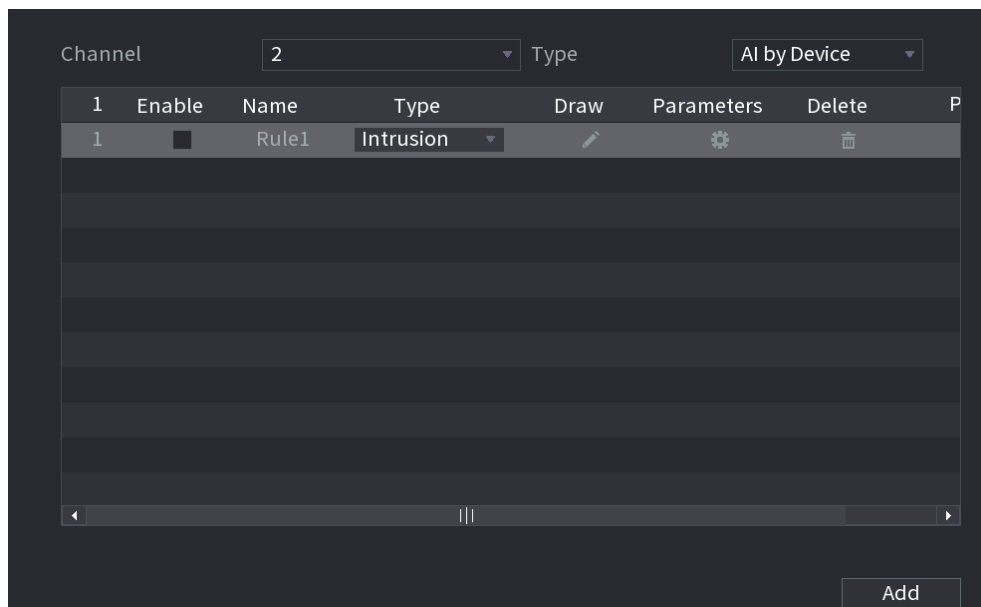 Channel 2 Type AI by Device
1 Enable Name Type Draw Parameters Delete P
1 Rule1 Intrusion
Add